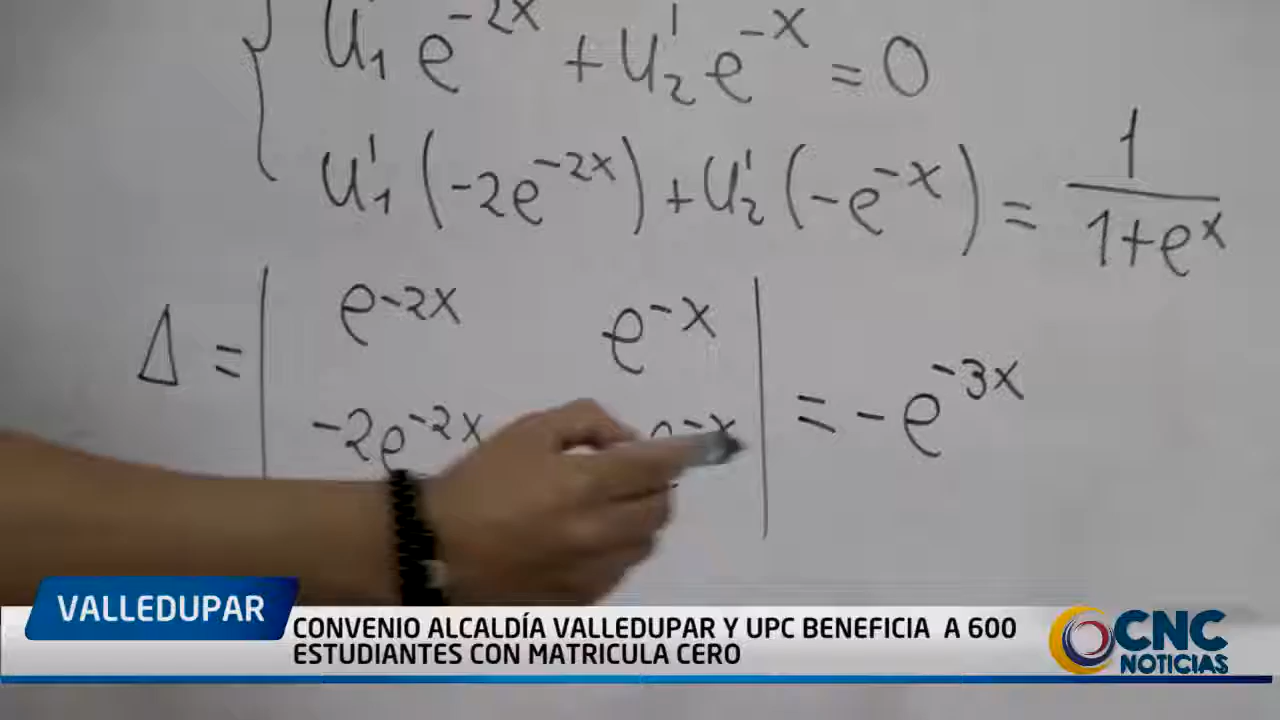 u₁' e^{-2x} + u₂' e^{-x} = 0
u₁' (-2e^{-2x}) + u₂' (-e^{-x}) = 1/(1+e^x)
Δ = | e^{-2x} e^{-x} | = -e^{-3x}
-2e^{-2x} e^{-x}
VALLEDUPAR
CONVENIO ALCALDÍA VALLEDUPAR Y UPC BENEFICIA A 600
ESTUDIANTES CON MATRICULA CERO
CNC
NOTICIAS